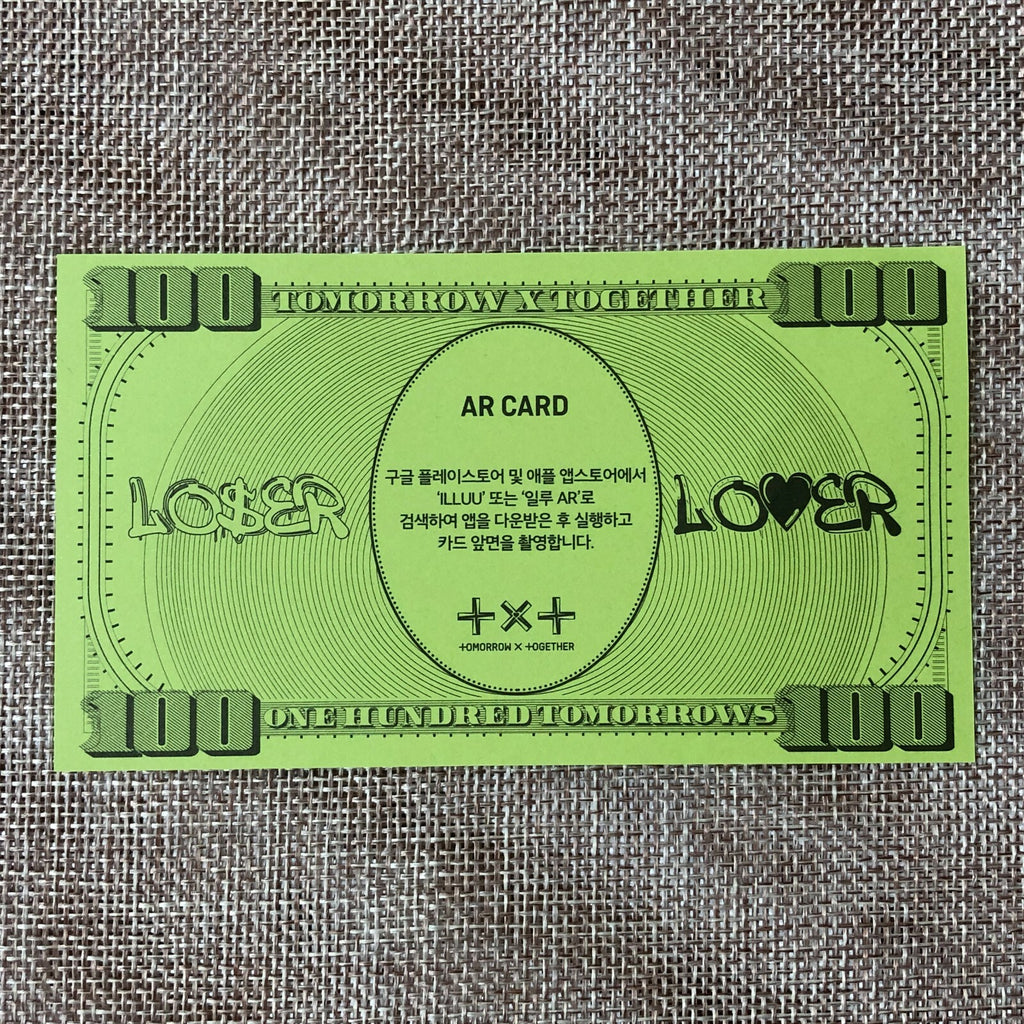 100 TOMORROW X TOGETHER 100
AR CARD
구글 플레이스토어 및 애플 앱스토어에서
'ILLUU' 또는 '일루 AR'로
검색하여 앱을 다운받은 후 실행하고
카드 앞면을 촬영합니다.
LO$ER
LO♥ER
TOMORROW X TOGETHER
100 ONE HUNDRED TOMORROWS 100